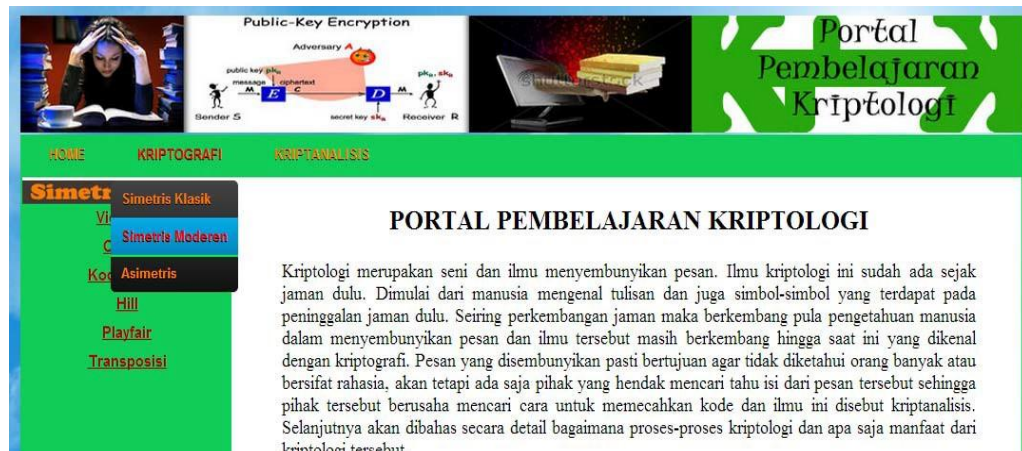 Public-Key Encryption
Adversary A
public key pk
message ciphertext
M E C D M
pk, sk
Sender S secret key sk Receiver R
shutterstock
Portal
Pembelajaran
Kriptologi
HOME KRIPTOGRAFI KRIPTANALISIS
Simetr
Simetris Klasik
Simetris Moderen
Asimetris
Hill
Playfair
Transposisi
PORTAL PEMBELAJARAN KRIPTOLOGI
Kriptologi merupakan seni dan ilmu menyembunyikan pesan. Ilmu kriptologi ini sudah ada sejak
jaman dulu. Dimulai dari manusia mengenal tulisan dan juga simbol-simbol yang terdapat pada
peninggalan jaman dulu. Seiring perkembangan jaman maka berkembang pula pengetahuan manusia
dalam menyembunyikan pesan dan ilmu tersebut masih berkembang hingga saat ini yang dikenal
dengan kriptografi. Pesan yang disembunyikan pasti bertujuan agar tidak diketahui orang banyak atau
bersifat rahasia, akan tetapi ada saja pihak yang hendak mencari tahu isi dari pesan tersebut sehingga
pihak tersebut berusaha mencari cara untuk memecahkan kode dan ilmu ini disebut kriptanalisis.
Selanjutnya akan dibahas secara detail bagaimana proses-proses kriptologi dan apa saja manfaat dari
kriptologi tersebut